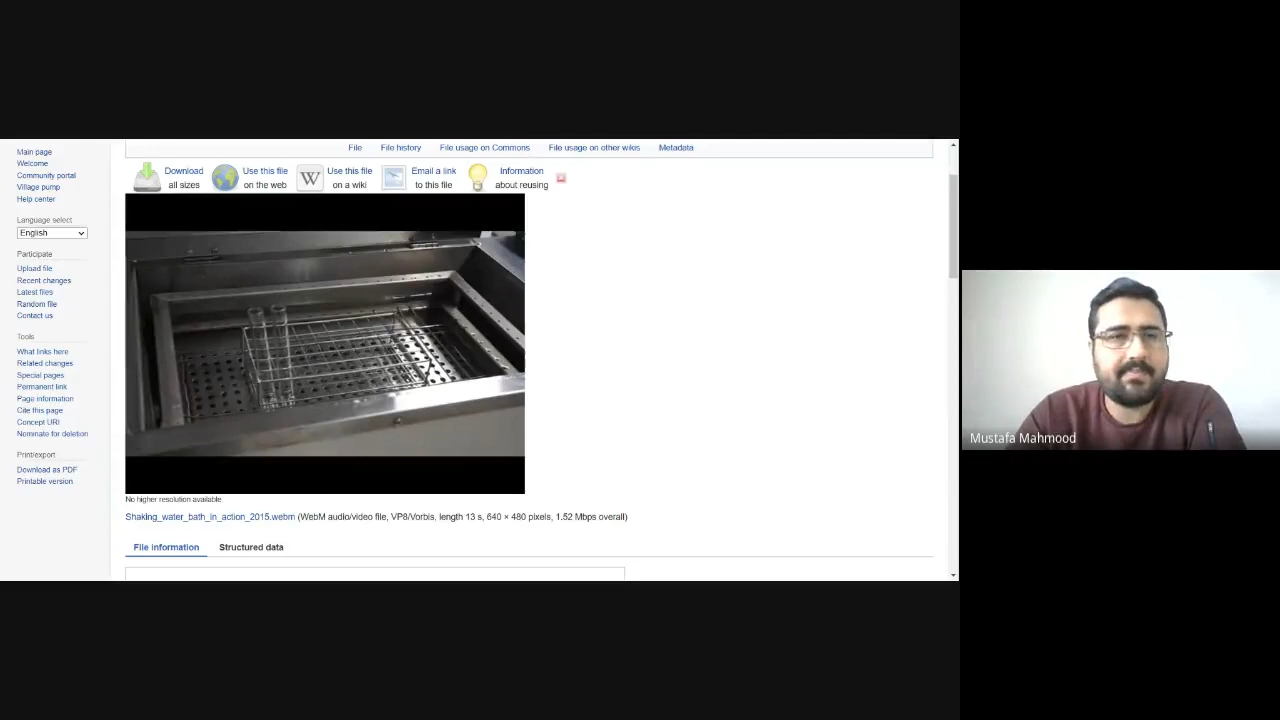 Main page
Welcome
Community portal
Village pump
Help center
Language select
English
Participate
Upload file
Recent changes
Latest files
Random file
Contact us
Tools
What links here
Related changes
Special pages
Permanent link
Page information
Cite this page
Concept URI
Nominate for deletion
Print/export
Download as PDF
Printable version
File File history File usage on Commons File usage on other wikis Metadata
Download all sizes
Use this file on the web
W
Use this file on a wiki
Email a link to this file
Information about reusing
No higher resolution available.
Shaking_water_bath_in_action_2015.webm (WebM audio/video file, VP8/Vorbis, length 13 s, 640 × 480 pixels, 1.52 Mbps overall)
File information Structured data
Mustafa Mahmood